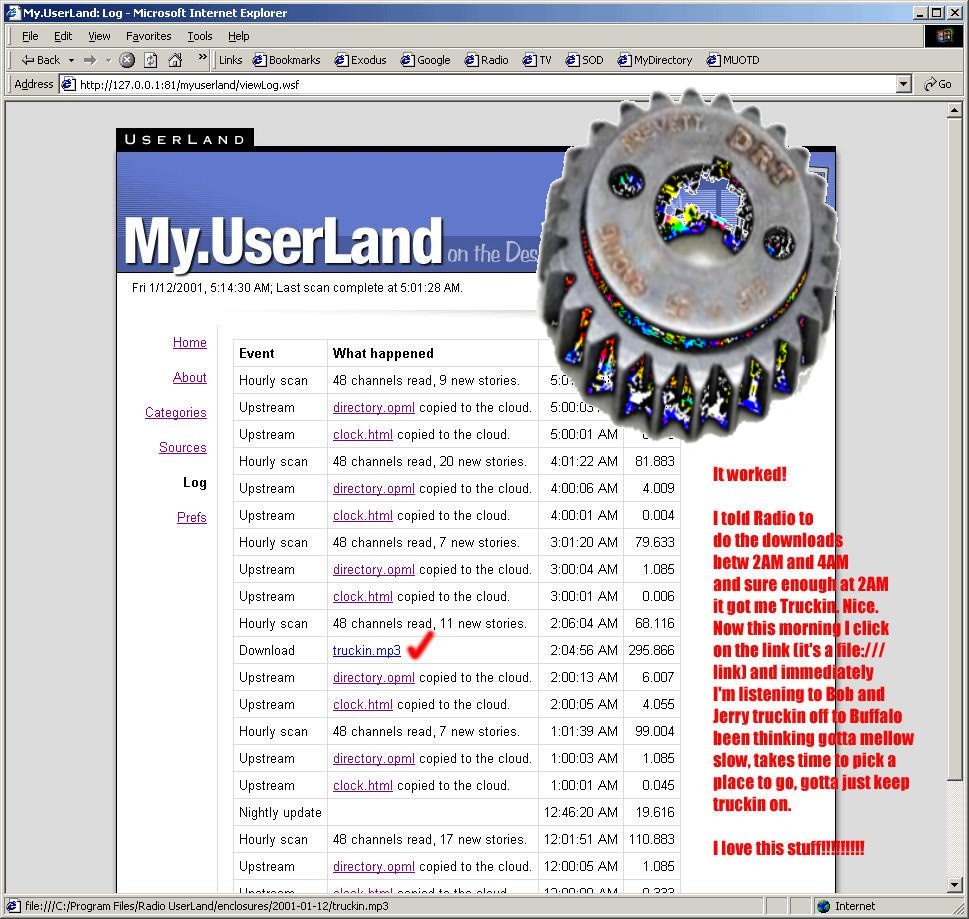 My.UserLand: Log - Microsoft Internet Explorer
File Edit View Favorites Tools Help
Back Links Bookmarks Exodus Google Radio TV SOD MyDirectory MUOTD
Address http://127.0.0.1:81/myuserland/viewLog.wsf Go
USERLAND
My.UserLand on the Des
DRT
Fri 1/12/2001, 5:14:30 AM; Last scan complete at 5:01:28 AM.
Home
About
Categories
Sources
Log
Prefs
Event What happened
Hourly scan 48 channels read, 9 new stories.
Upstream directory.opml copied to the cloud. 5:00:03
Upstream clock.html copied to the cloud. 5:00:01 AM
Hourly scan 48 channels read, 20 new stories. 4:01:22 AM 81.883
Upstream directory.opml copied to the cloud. 4:00:06 AM 4.009
Upstream clock.html copied to the cloud. 4:00:01 AM 0.004
Hourly scan 48 channels read, 7 new stories. 3:01:20 AM 79.633
Upstream directory.opml copied to the cloud. 3:00:04 AM 1.085
Upstream clock.html copied to the cloud. 3:00:01 AM 0.006
Hourly scan 48 channels read, 11 new stories. 2:06:04 AM 68.116
Download truckin.mp3 2:04:56 AM 295.866
Upstream directory.opml copied to the cloud. 2:00:13 AM 6.007
Upstream clock.html copied to the cloud. 2:00:05 AM 4.055
Hourly scan 48 channels read, 7 new stories. 1:01:39 AM 99.004
Upstream directory.opml copied to the cloud. 1:00:03 AM 1.085
Upstream clock.html copied to the cloud. 1:00:01 AM 0.045
Nightly update 12:46:20 AM 19.616
Hourly scan 48 channels read, 17 new stories. 12:01:51 AM 110.883
Upstream directory.opml copied to the cloud. 12:00:05 AM 1.085
Upstream clock.html copied to the cloud. 12:00:00 AM 0.333
It worked!
I told Radio to
do the downloads
betw 2AM and 4AM
and sure enough at 2AM
it got me Truckin. Nice.
Now this morning I click
on the link (it's a file:///
link) and immediately
I'm listening to Bob and
Jerry truckin off to Buffalo
been thinking gotta mellow
slow, takes time to pick a
place to go, gotta just keep
truckin on.
I love this stuff!!!!!!!!!
file:///C:/Program Files/Radio UserLand/enclosures/2001-01-12/truckin.mp3 Internet